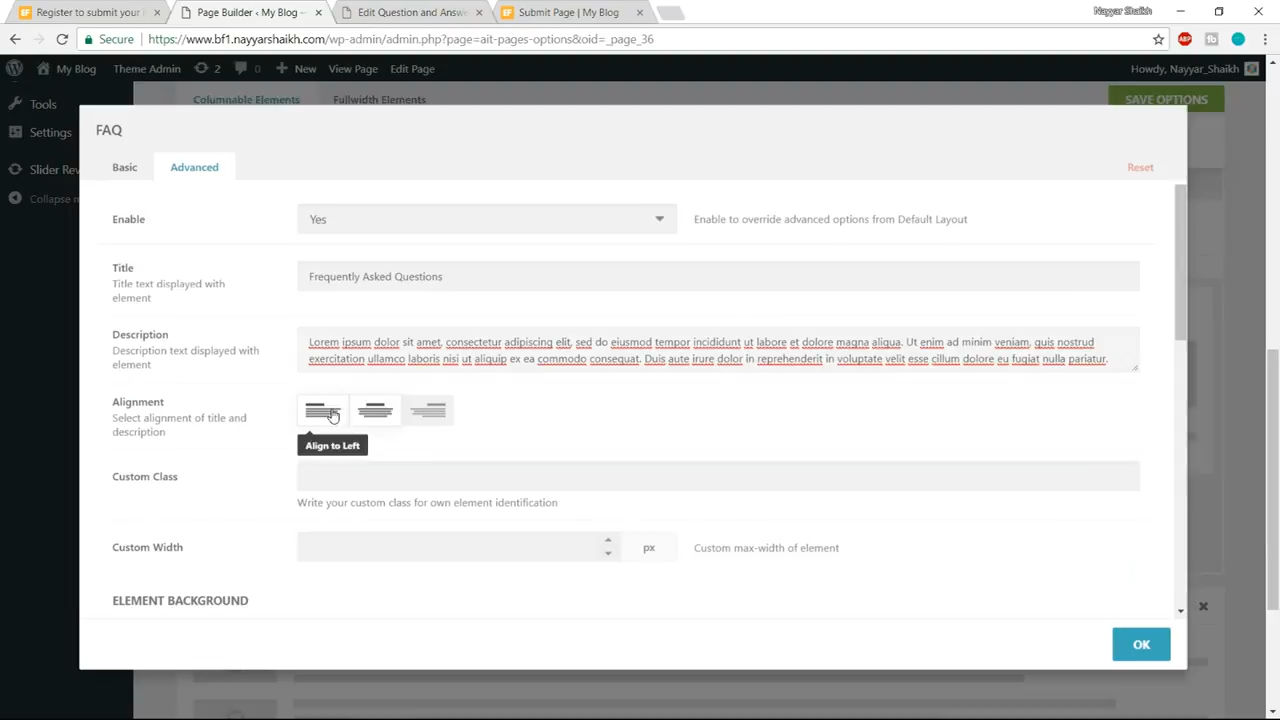 Register to submit your i
Page Builder ‹ My Blog –
Edit Question and Answe
Submit Page | My Blog
Nayyar Shaikh
Secure
https://www.bf1.nayyarshaikh.com/wp-admin/admin.php?page=ait-pages-options&oid=_page_36
ABP
fb
My Blog
Theme Admin
2
0
New
View Page
Edit Page
Howdy, Nayyar_Shaikh
Tools
Settings
Slider Rev
Collapse m
Columnable Elements
Fullwidth Elements
SAVE OPTIONS
FAQ
Basic
Advanced
Reset
Enable
Yes
Enable to override advanced options from Default Layout
Title
Title text displayed with
element
Frequently Asked Questions
Description
Description text displayed with
element
Lorem ipsum dolor sit amet, consectetur adipiscing elit, sed do eiusmod tempor incididunt ut labore et dolore magna aliqua. Ut enim ad minim veniam, quis nostrud
exercitation ullamco laboris nisi ut aliquip ex ea commodo consequat. Duis aute irure dolor in reprehenderit in voluptate velit esse cillum dolore eu fugiat nulla pariatur.
Alignment
Select alignment of title and
description
Align to Left
Custom Class
Write your custom class for own element identification
Custom Width
px
Custom max-width of element
ELEMENT BACKGROUND
OK